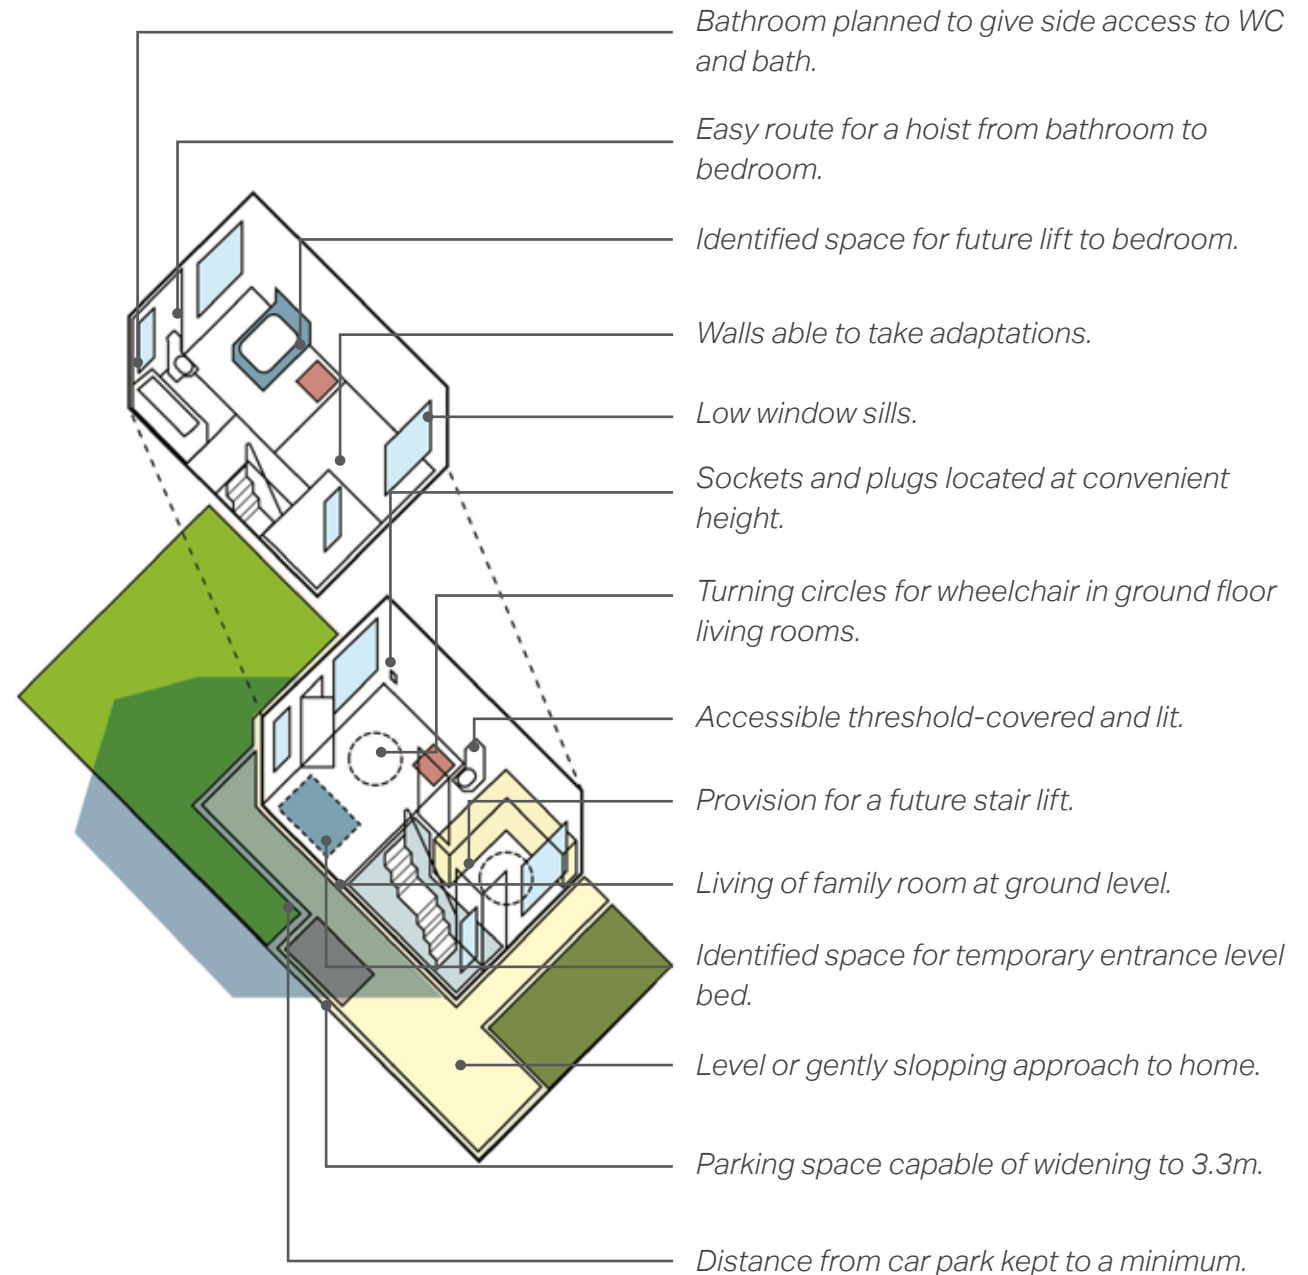 Bathroom planned to give side access to WC
and bath.
Easy route for a hoist from bathroom to
bedroom.
Identified space for future lift to bedroom.
Walls able to take adaptations.
Low window sills.
Sockets and plugs located at convenient
height.
Turning circles for wheelchair in ground floor
living rooms.
Accessible threshold-covered and lit.
Provision for a future stair lift.
Living of family room at ground level.
Identified space for temporary entrance level
bed.
Level or gently slopping approach to home.
Parking space capable of widening to 3.3m.
Distance from car park kept to a minimum.